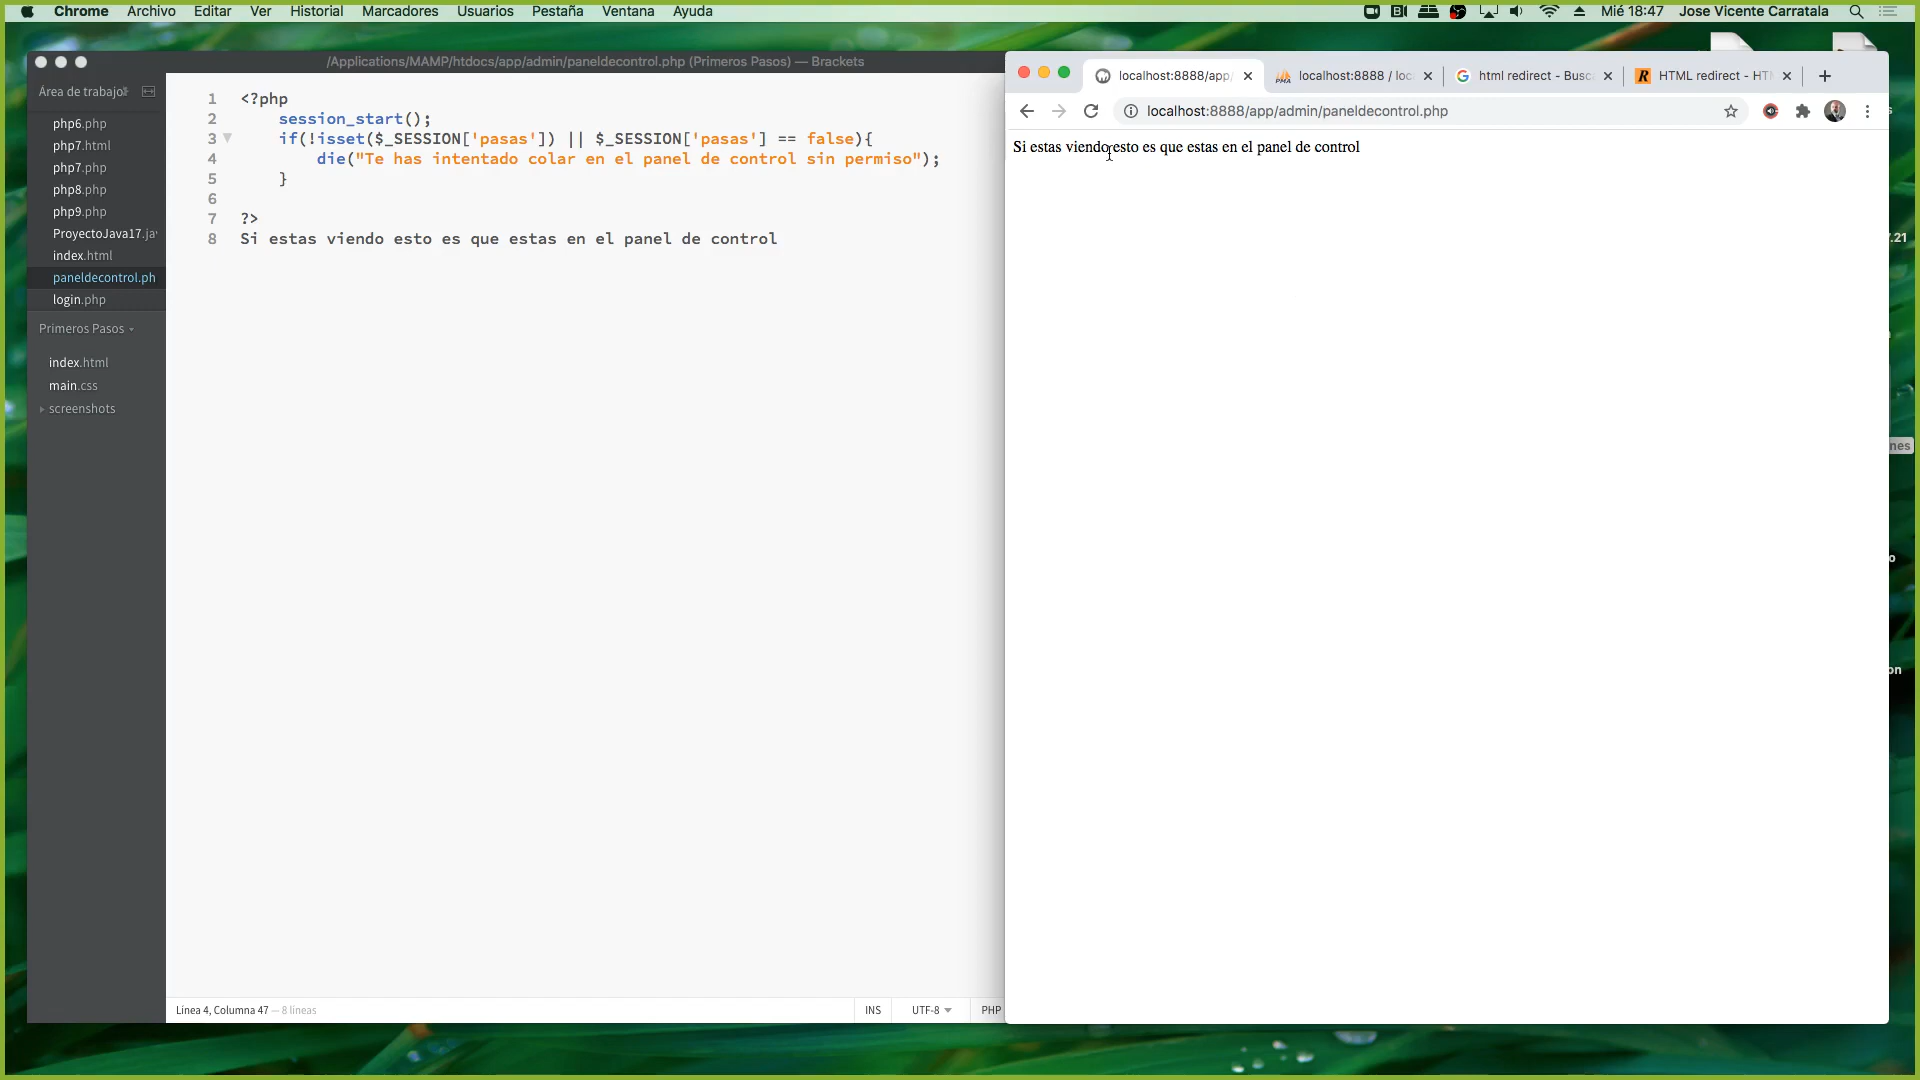 Chrome Archivo Editar Ver Historial Marcadores Usuarios Pestaña Ventana Ayuda Mié 18:47 Jose Vicente Carratala
/Applications/MAMP/htdocs/app/admin/paneldecontrol.php (Primeros Pasos) — Brackets
Área de trabajo
php6.php
php7.html
php7.php
php8.php
php9.php
ProyectoJava17.ja
index.html
paneldecontrol.ph
login.php
Primeros Pasos
index.html
main.css
screenshots
1 <?php
2 session_start();
3 if(!isset($_SESSION['pasas']) || $_SESSION['pasas'] == false){
4 die("Te has intentado colar en el panel de control sin permiso");
5 }
6
7 ?>
8 Si estas viendo esto es que estas en el panel de control
Línea 4, Columna 47 — 8 líneas INS UTF-8 PHP
localhost:8888/app/ localhost:8888 / loc html redirect - Busc HTML redirect - HT
localhost:8888/app/admin/paneldecontrol.php
Si estas viendo esto es que estas en el panel de control
.21
nes